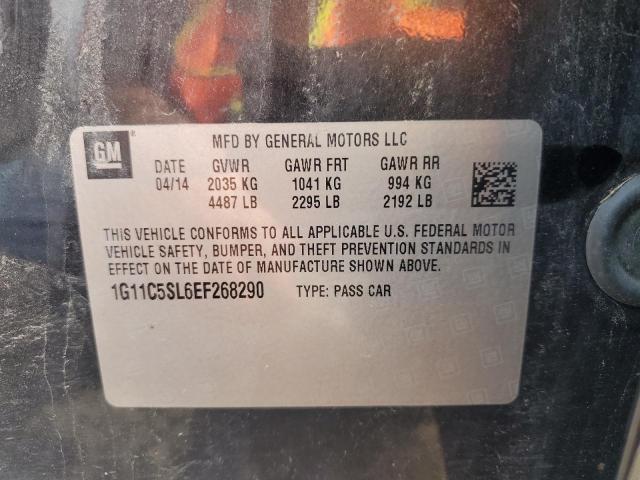 GM ® MFD BY GENERAL MOTORS LLC
DATE GVWR GAWR FRT GAWR RR
04/14 2035 KG 1041 KG 994 KG
4487 LB 2295 LB 2192 LB
THIS VEHICLE CONFORMS TO ALL APPLICABLE U.S. FEDERAL MOTOR
VEHICLE SAFETY, BUMPER, AND THEFT PREVENTION STANDARDS IN
EFFECT ON THE DATE OF MANUFACTURE SHOWN ABOVE.
1G11C5SL6EF268290 TYPE: PASS CAR